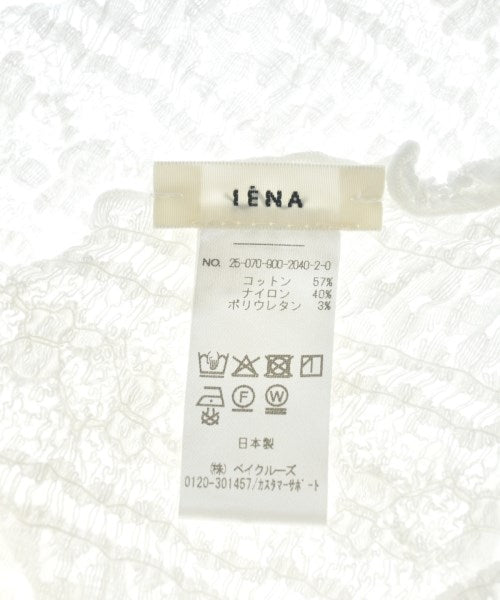 IÉNA
NO. 25-070-900-2040-2-0
コットン 57%
ナイロン 40%
ポリウレタン 3%
F W
日本製
(株) ベイクルーズ
0120-301457/カスタマーサポート